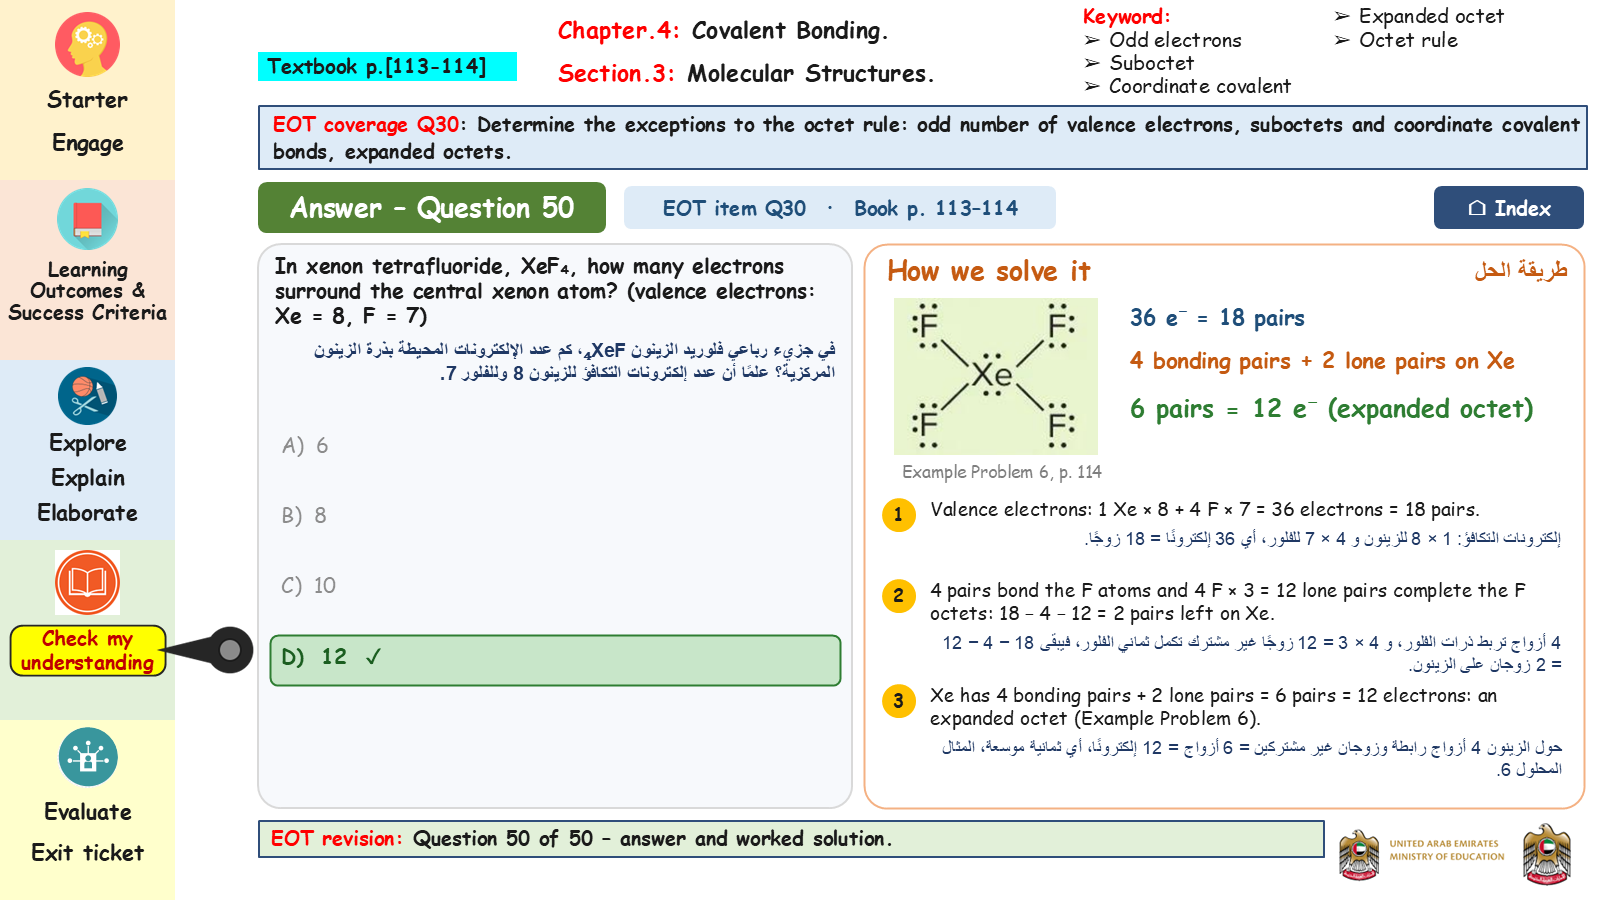 Starter
Engage
Learning
Outcomes &
Success Criteria
Explore
Explain
Elaborate
Check my
understanding
Evaluate
Exit ticket
Textbook p.[113-114]
Chapter.4: Covalent Bonding.
Section.3: Molecular Structures.
Keyword:
➢ Odd electrons
➢ Suboctet
➢ Coordinate covalent
➢ Expanded octet
➢ Octet rule
EOT coverage Q30: Determine the exceptions to the octet rule: odd number of valence electrons, suboctets and coordinate covalent
bonds, expanded octets.
Answer – Question 50
EOT item Q30 · Book p. 113–114
☖ Index
In xenon tetrafluoride, XeF₄, how many electrons
surround the central xenon atom? (valence electrons:
Xe = 8, F = 7)
في جزيء رباعي فلوريد الزينون XeF₄، كم عدد الإلكترونات المحيطة بذرة الزينون
المركزية؟ علمًا أن عدد إلكترونات التكافؤ للزينون 8 وللفلور 7.
A) 6
B) 8
C) 10
D) 12 ✓
How we solve it
طريقة الحل
F F
Xe
F F
Example Problem 6, p. 114
36 e⁻ = 18 pairs
4 bonding pairs + 2 lone pairs on Xe
6 pairs = 12 e⁻ (expanded octet)
1 Valence electrons: 1 Xe × 8 + 4 F × 7 = 36 electrons = 18 pairs.
إلكترونات التكافؤ: 1 × 8 للزينون و 4 × 7 للفلور، أي 36 إلكترونًا = 18 زوجًا.
2 4 pairs bond the F atoms and 4 F × 3 = 12 lone pairs complete the F
octets: 18 – 4 – 12 = 2 pairs left on Xe.
4 أزواج تربط ذرات الفلور، و 4 × 3 = 12 زوجًا غير مشترك تكمل ثماني الفلور، فيبقى 18 – 4 – 12
= 2 زوجان على الزينون.
3 Xe has 4 bonding pairs + 2 lone pairs = 6 pairs = 12 electrons: an
expanded octet (Example Problem 6).
حول الزينون 4 أزواج رابطة وزوجان غير مشتركين = 6 أزواج = 12 إلكترونًا، أي ثمانية موسعة، المثال
المحلول 6.
EOT revision: Question 50 of 50 – answer and worked solution.
UNITED ARAB EMIRATES
MINISTRY OF EDUCATION